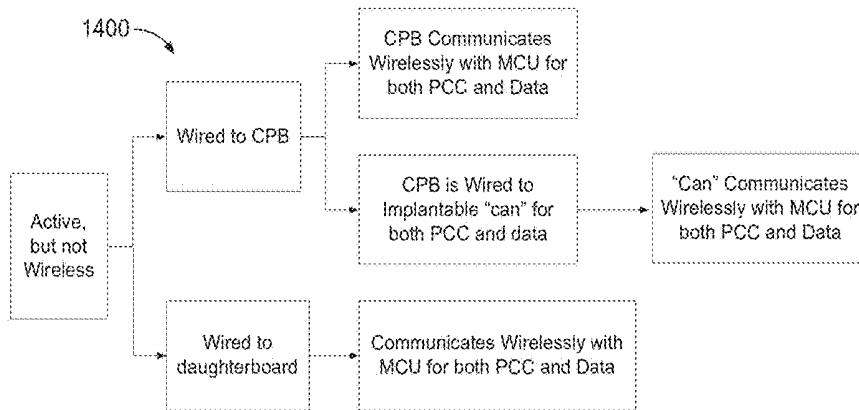 1400
CPB Communicates
Wirelessly with MCU for
both PCC and Data
Wired to CPB
CPB is Wired to
Implantable "can" for
both PCC and data
"Can" Communicates
Wirelessly with MCU for
both PCC and Data
Active,
but not
Wireless
Wired to
daughterboard
Communicates Wirelessly with
MCU for both PCC and Data